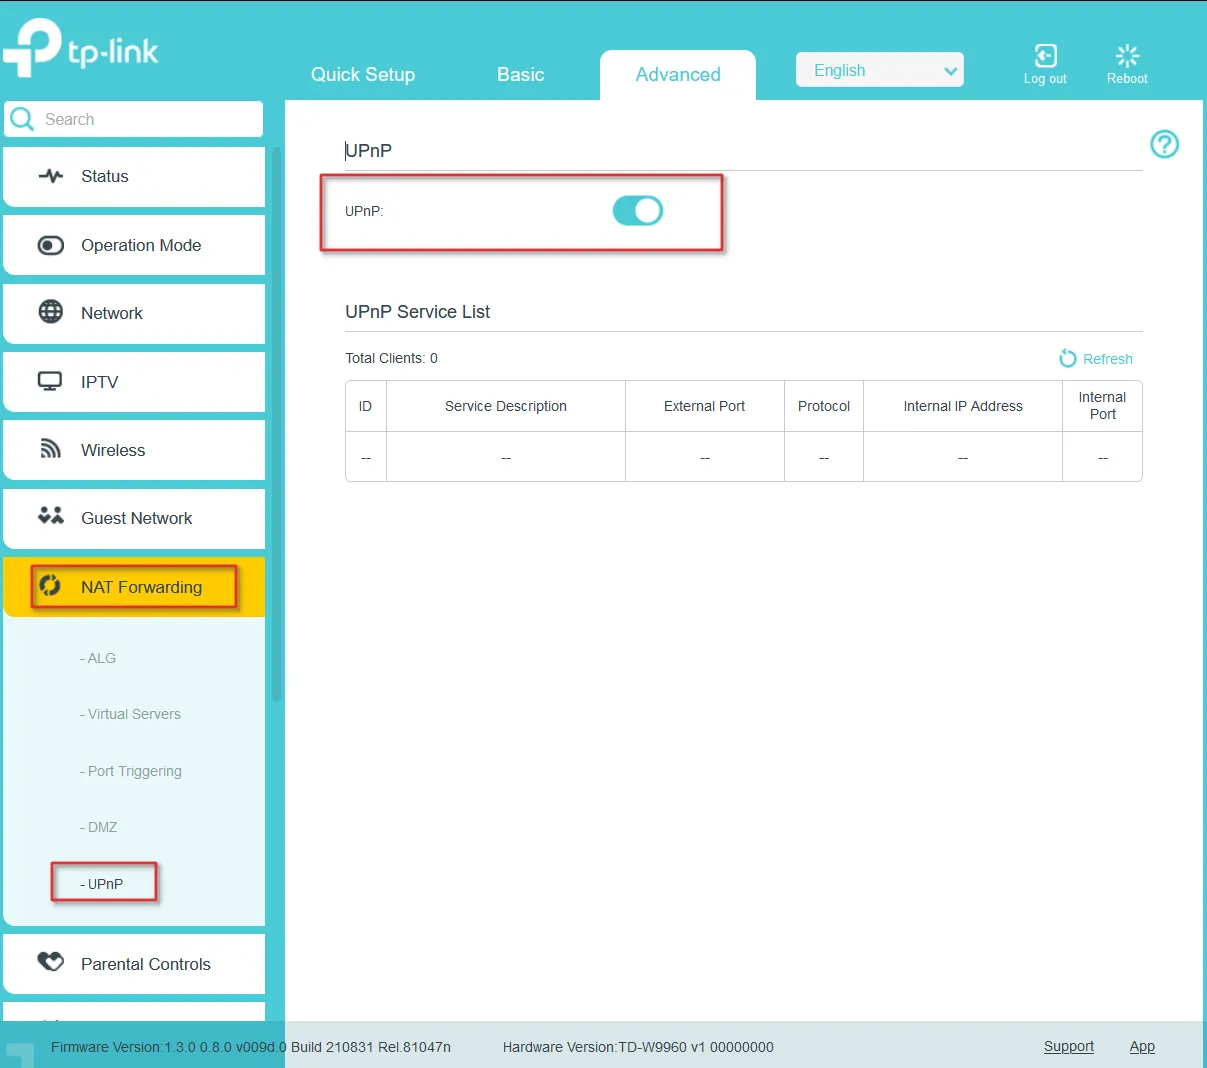 tp-link
Quick Setup
Basic
Advanced
English
Log out
Reboot
Search
Status
Operation Mode
Network
IPTV
Wireless
Guest Network
NAT Forwarding
- ALG
- Virtual Servers
- Port Triggering
- DMZ
- UPnP
Parental Controls
UPnP
UPnP:
UPnP Service List
Total Clients: 0
Refresh
ID Service Description External Port Protocol Internal IP Address Internal Port
-- -- -- -- -- --
Firmware Version:1.3.0 0.8.0 v009d.0 Build 210831 Rel.81047n
Hardware Version:TD-W9960 v1 00000000
Support
App